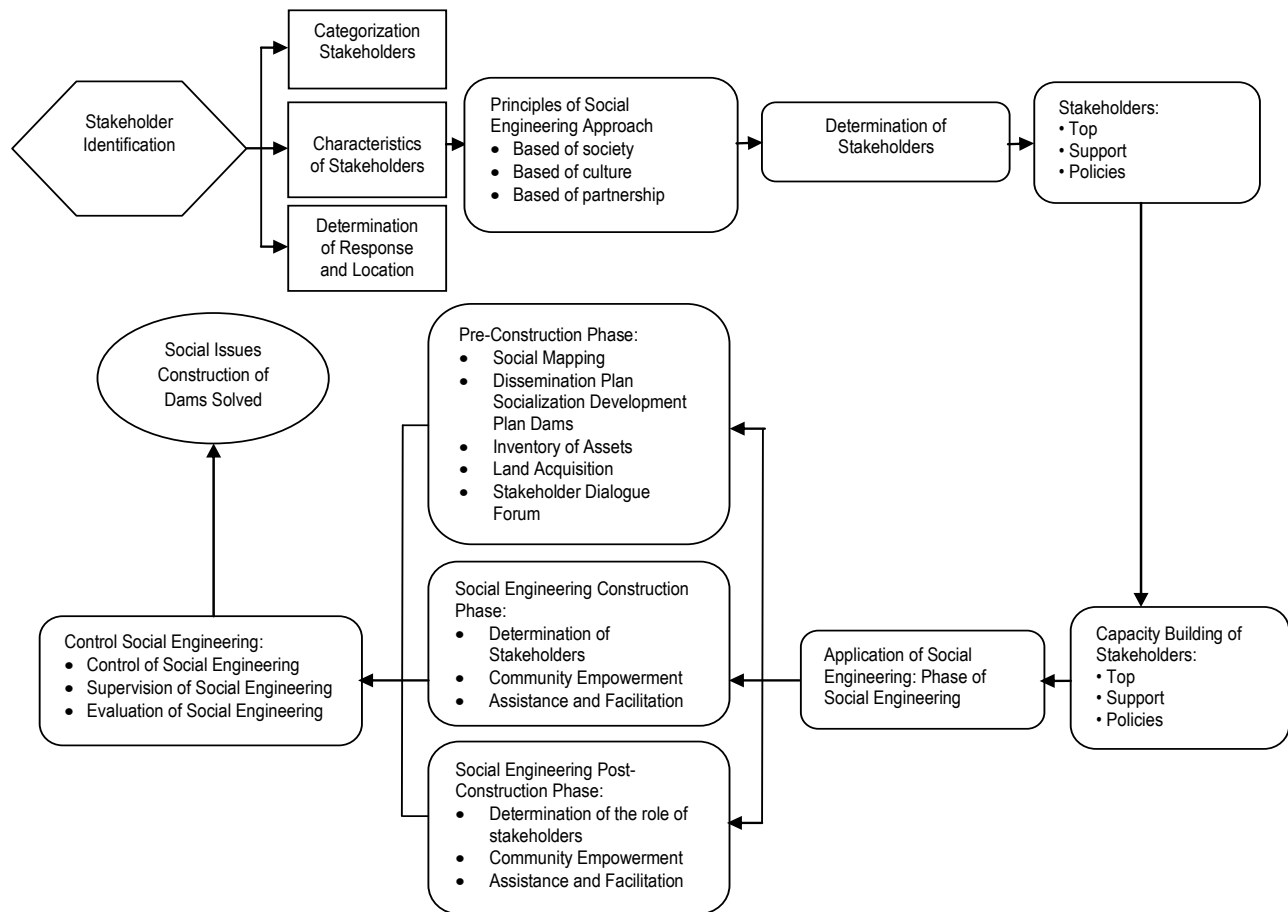 Stakeholder
Identification
Categorization
Stakeholders
Characteristics
of Stakeholders
Determination
of Response
and Location
Principles of Social
Engineering Approach
● Based of society
● Based of culture
● Based of partnership
Determination of
Stakeholders
Stakeholders:
• Top
• Support
• Policies
Capacity Building of
Stakeholders:
• Top
• Support
• Policies
Application of Social
Engineering: Phase of
Social Engineering
Pre-Construction Phase:
● Social Mapping
● Dissemination Plan
Socialization Development
Plan Dams
● Inventory of Assets
● Land Acquisition
● Stakeholder Dialogue
Forum
Social Engineering Construction
Phase:
● Determination of
Stakeholders
● Community Empowerment
● Assistance and Facilitation
Social Engineering Post-
Construction Phase:
● Determination of the role of
stakeholders
● Community Empowerment
● Assistance and Facilitation
Control Social Engineering:
● Control of Social Engineering
● Supervision of Social Engineering
● Evaluation of Social Engineering
Social Issues
Construction of
Dams Solved